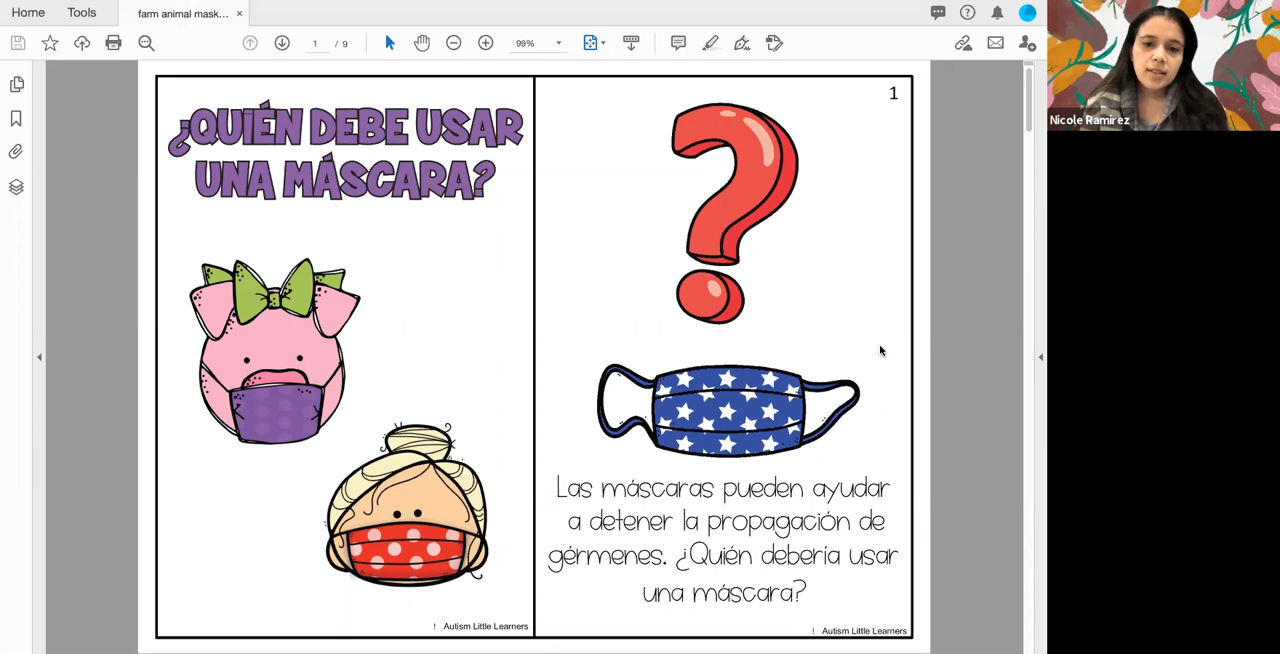 Home
Tools
farm animal mask...
1 / 9
99%
¿QUIÉN DEBE USAR
UNA MÁSCARA?
! Autism Little Learners
1
Las máscaras pueden ayudar
a detener la propagación de
gérmenes. ¿Quién debería usar
una máscara?
! Autism Little Learners
Nicole Ramirez